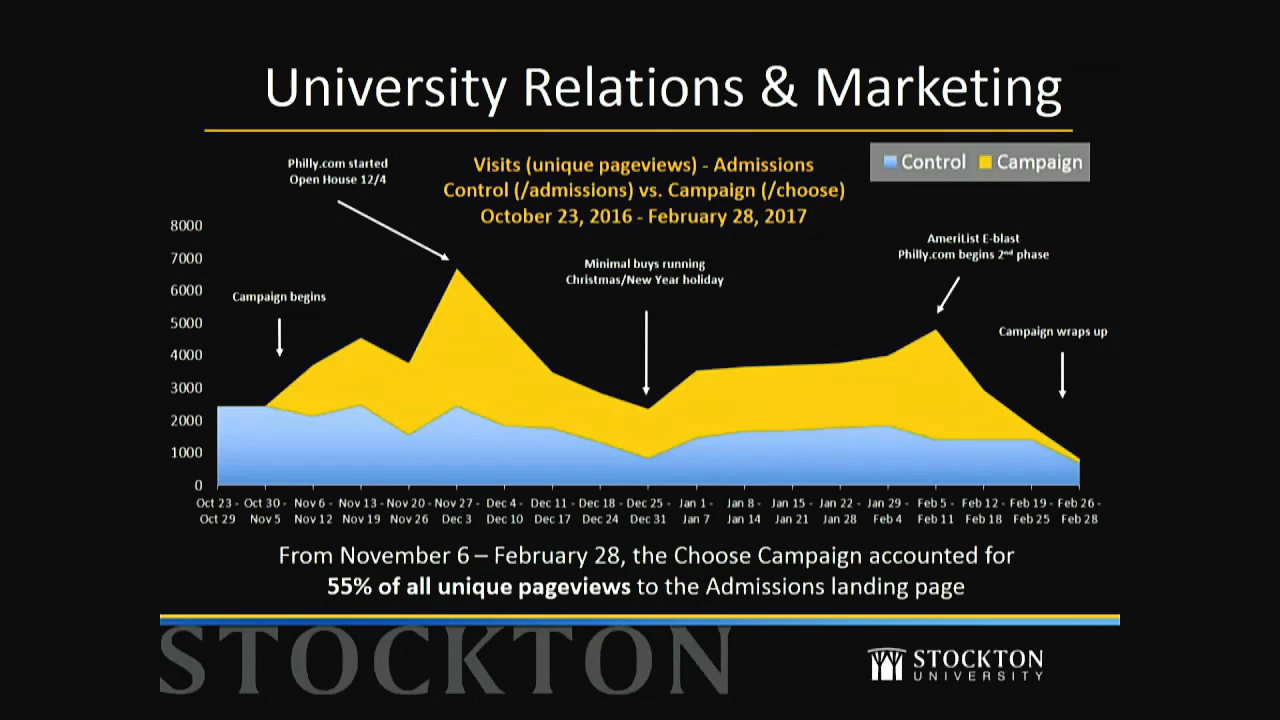 University Relations & Marketing
Philly.com started
Open House 12/4
Visits (unique pageviews) - Admissions
Control (/admissions) vs. Campaign (/choose)
October 23, 2016 - February 28, 2017
Control Campaign
AmeriList E-blast
Philly.com begins 2nd phase
Minimal buys running
Christmas/New Year holiday
Campaign begins
Campaign wraps up
8000
7000
6000
5000
4000
3000
2000
1000
0
Oct 23 - Oct 30 - Nov 6 - Nov 13 - Nov 20 - Nov 27 - Dec 4 - Dec 11 - Dec 18 - Dec 25 - Jan 1 - Jan 8 - Jan 15 - Jan 22 - Jan 29 - Feb 5 - Feb 12 - Feb 19 - Feb 26 -
Oct 29 Nov 5 Nov 12 Nov 19 Nov 26 Dec 3 Dec 10 Dec 17 Dec 24 Dec 31 Jan 7 Jan 14 Jan 21 Jan 28 Feb 4 Feb 11 Feb 18 Feb 25 Feb 28
From November 6 – February 28, the Choose Campaign accounted for
55% of all unique pageviews to the Admissions landing page
STOCKTON
STOCKTON
UNIVERSITY